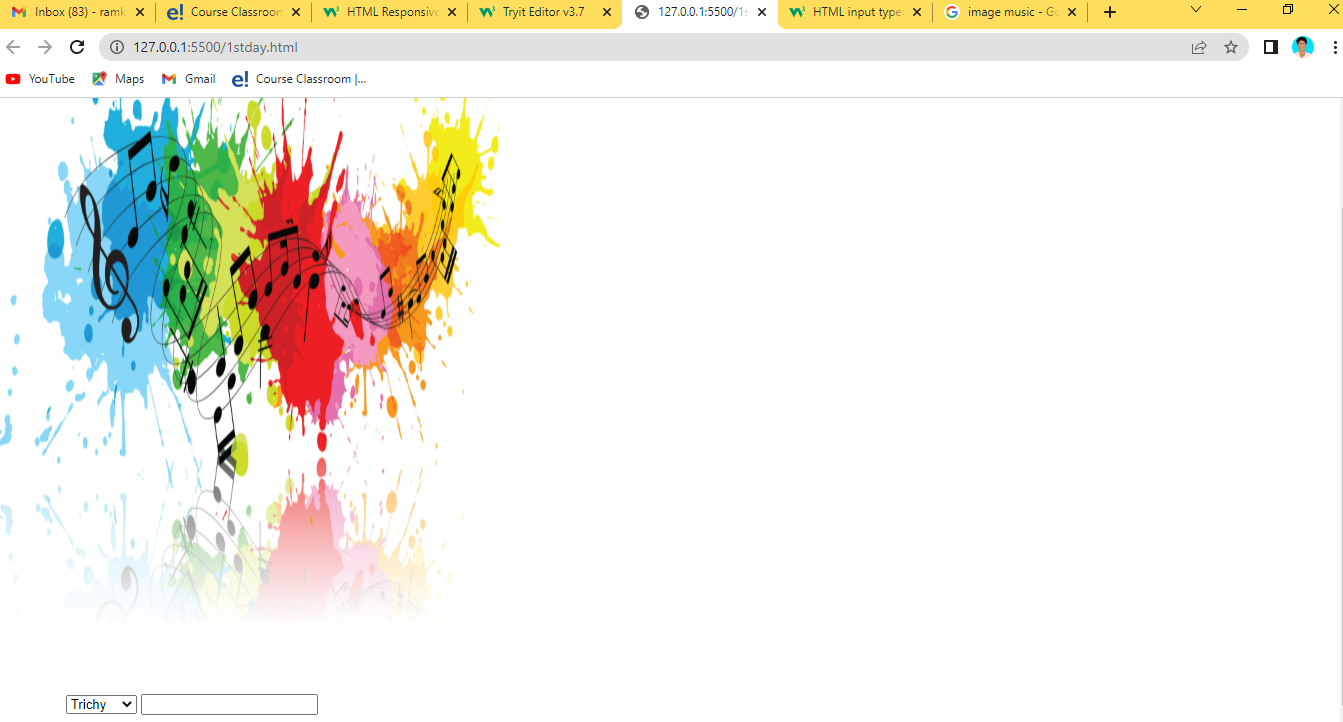 Inbox (83) - ramk
Course Classroom
HTML Responsive
Tryit Editor v3.7
127.0.0.1:5500/1s
HTML input type
image music - Go
127.0.0.1:5500/1stday.html
YouTube
Maps
Gmail
Course Classroom |...
Trichy